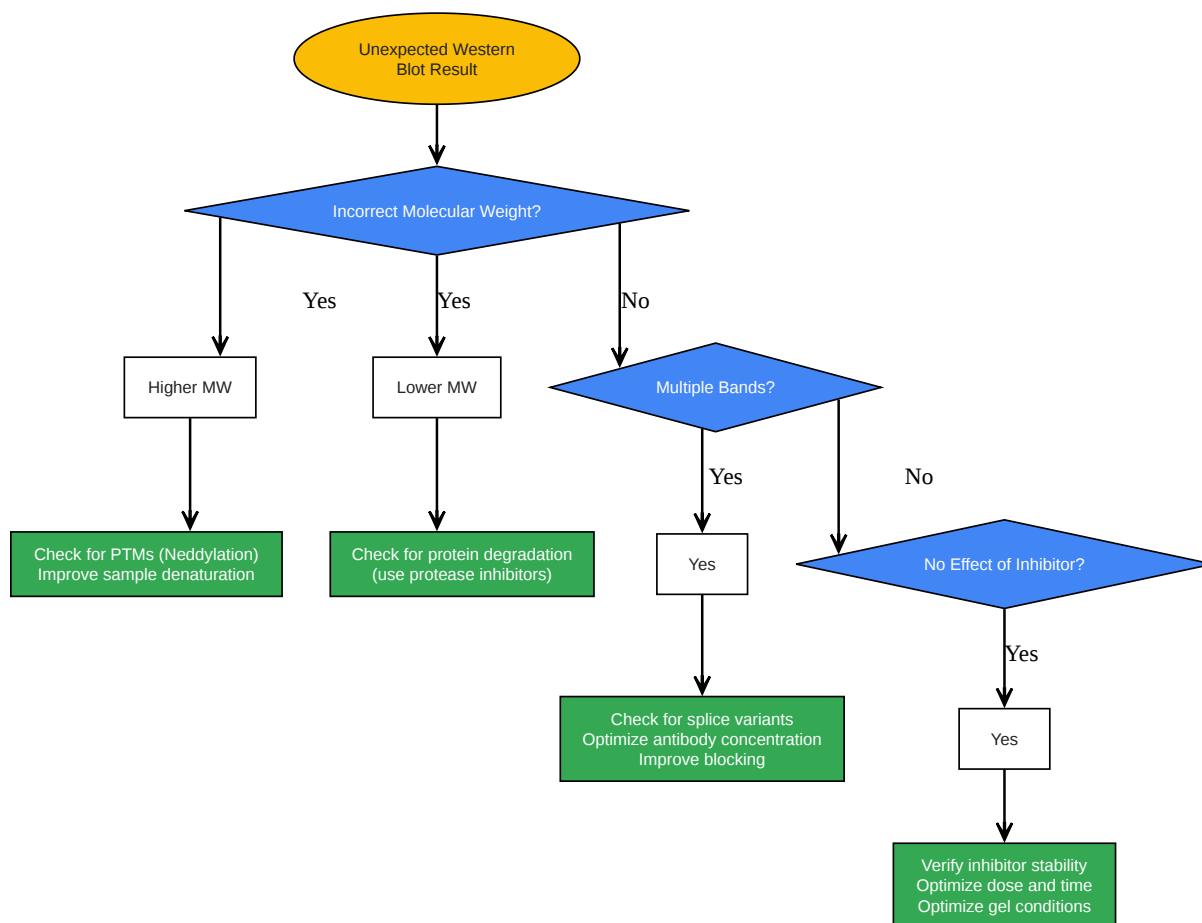 Unexpected Western
Blot Result
Incorrect Molecular Weight?
Yes
Yes
No
Higher MW
Lower MW
Multiple Bands?
Yes
No
Check for PTMs (Neddylation)
Improve sample denaturation
Check for protein degradation
(use protease inhibitors)
Yes
No Effect of Inhibitor?
Yes
Check for splice variants
Optimize antibody concentration
Improve blocking
Yes
Verify inhibitor stability
Optimize dose and time
Optimize gel conditions